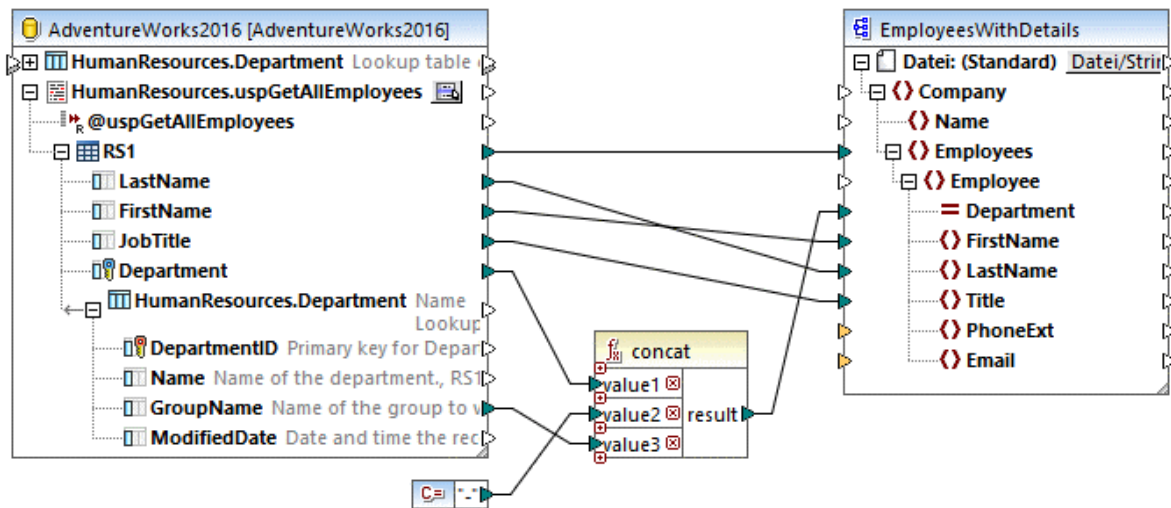 AdventureWorks2016 [AdventureWorks2016]
HumanResources.Department Lookup table
HumanResources.uspGetAllEmployees
@uspGetAllEmployees
RS1
LastName
FirstName
JobTitle
Department
HumanResources.Department Name
Lookup
DepartmentID Primary key for Depar
Name Name of the department., RS1
GroupName Name of the group to
ModifiedDate Date and time the rec
C= "-"
concat
value1
value2
value3
result
EmployeesWithDetails
Datei: (Standard) Datei/Strin
Company
Name
Employees
Employee
Department
FirstName
LastName
Title
PhoneExt
Email